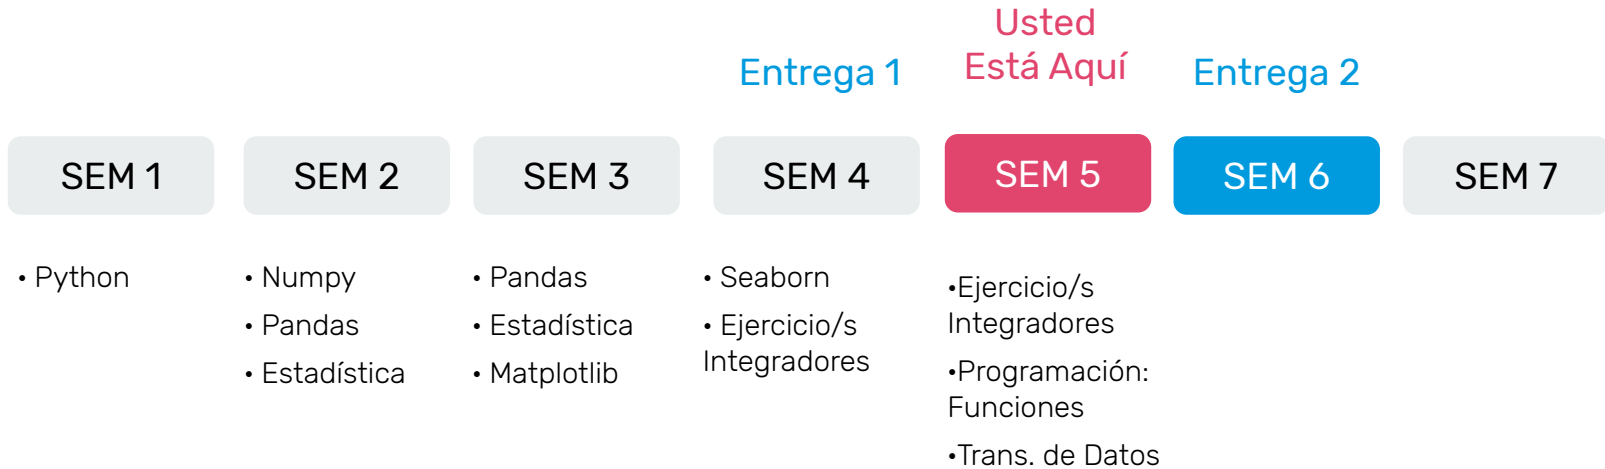 Usted
Está Aquí
Entrega 1
Entrega 2
SEM 1
SEM 2
SEM 3
SEM 4
SEM 5
SEM 6
SEM 7
• Python
• Numpy
• Pandas
• Estadística
• Pandas
• Estadística
• Matplotlib
• Seaborn
• Ejercicio/s
Integradores
•Ejercicio/s
Integradores
•Programación:
Funciones
•Trans. de Datos